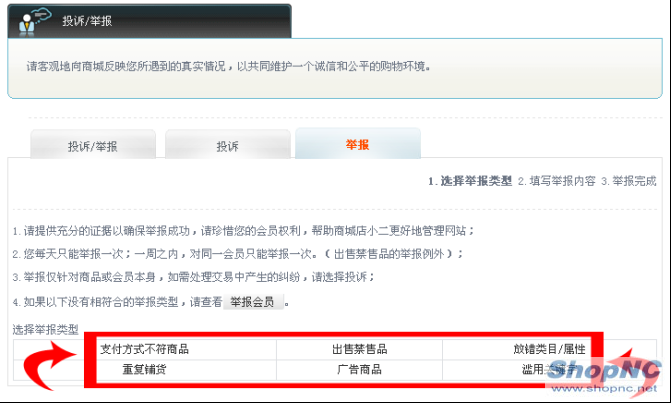 投诉/举报
请客观地向商城反映您所遇到的真实情况，以共同维护一个诚信和公平的购物环境。
投诉/举报 投诉 举报
1.选择举报类型 2.填写举报内容 3.举报完成
1.请提供充分的证据以确保举报成功，请珍惜您的会员权利，帮助商城店小二更好地管理网站；
2.您每天只能举报一次；一周之内，对同一会员只能举报一次。（出售禁售品的举报例外）；
3.举报仅针对商品或会员本身，如需处理交易中产生的纠纷，请选择投诉；
4.如果以下没有相符合的举报类型，请查看 举报会员 。
选择举报类型
支付方式不符商品 出售禁售品 放错类目/属性
重复铺货 广告商品 滥用关键字
ShopNC
www.shopnc.net